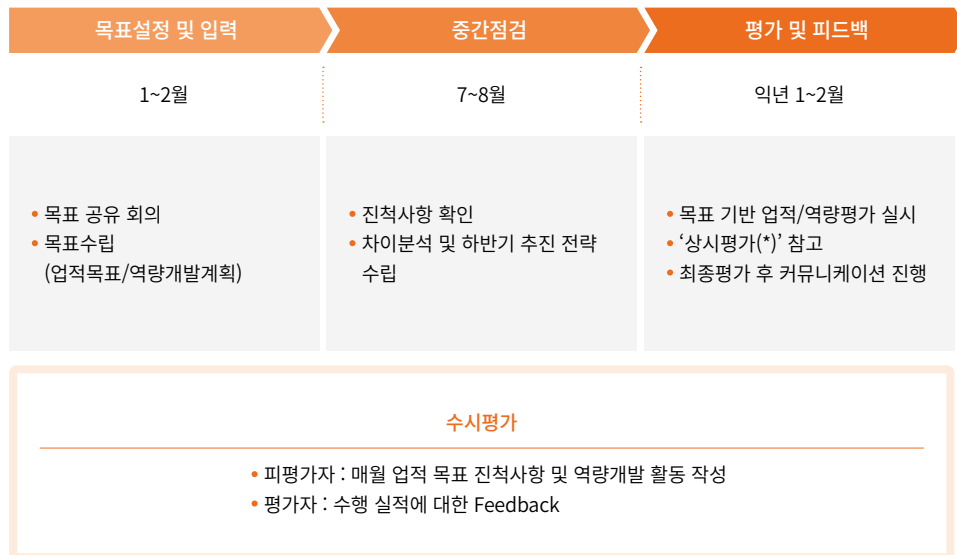 목표설정 및 입력
중간점검
평가 및 피드백
1~2월
7~8월
익년 1~2월
• 목표 공유 회의
• 목표수립
(업적목표/역량개발계획)
• 진척사항 확인
• 차이분석 및 하반기 추진 전략
수립
• 목표 기반 업적/역량평가 실시
• ‘상시평가(*)’ 참고
• 최종평가 후 커뮤니케이션 진행
수시평가
• 피평가자 : 매월 업적 목표 진척사항 및 역량개발 활동 작성
• 평가자 : 수행 실적에 대한 Feedback